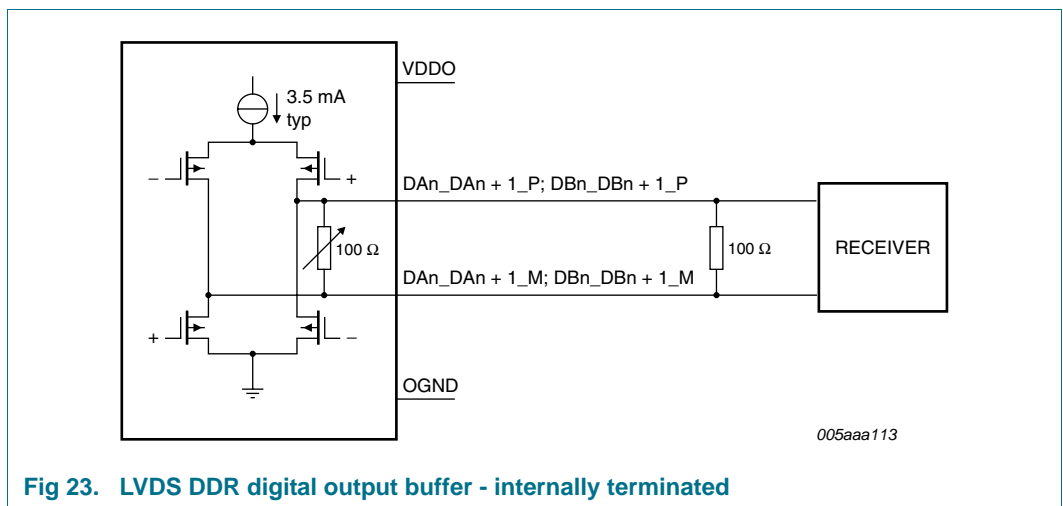 VDDO
3.5 mA
typ
–
+
DAn_DAn + 1_P; DBn_DBn + 1_P
100 Ω
100 Ω
RECEIVER
DAn_DAn + 1_M; DBn_DBn + 1_M
+
–
OGND
005aaa113
Fig 23. LVDS DDR digital output buffer - internally terminated